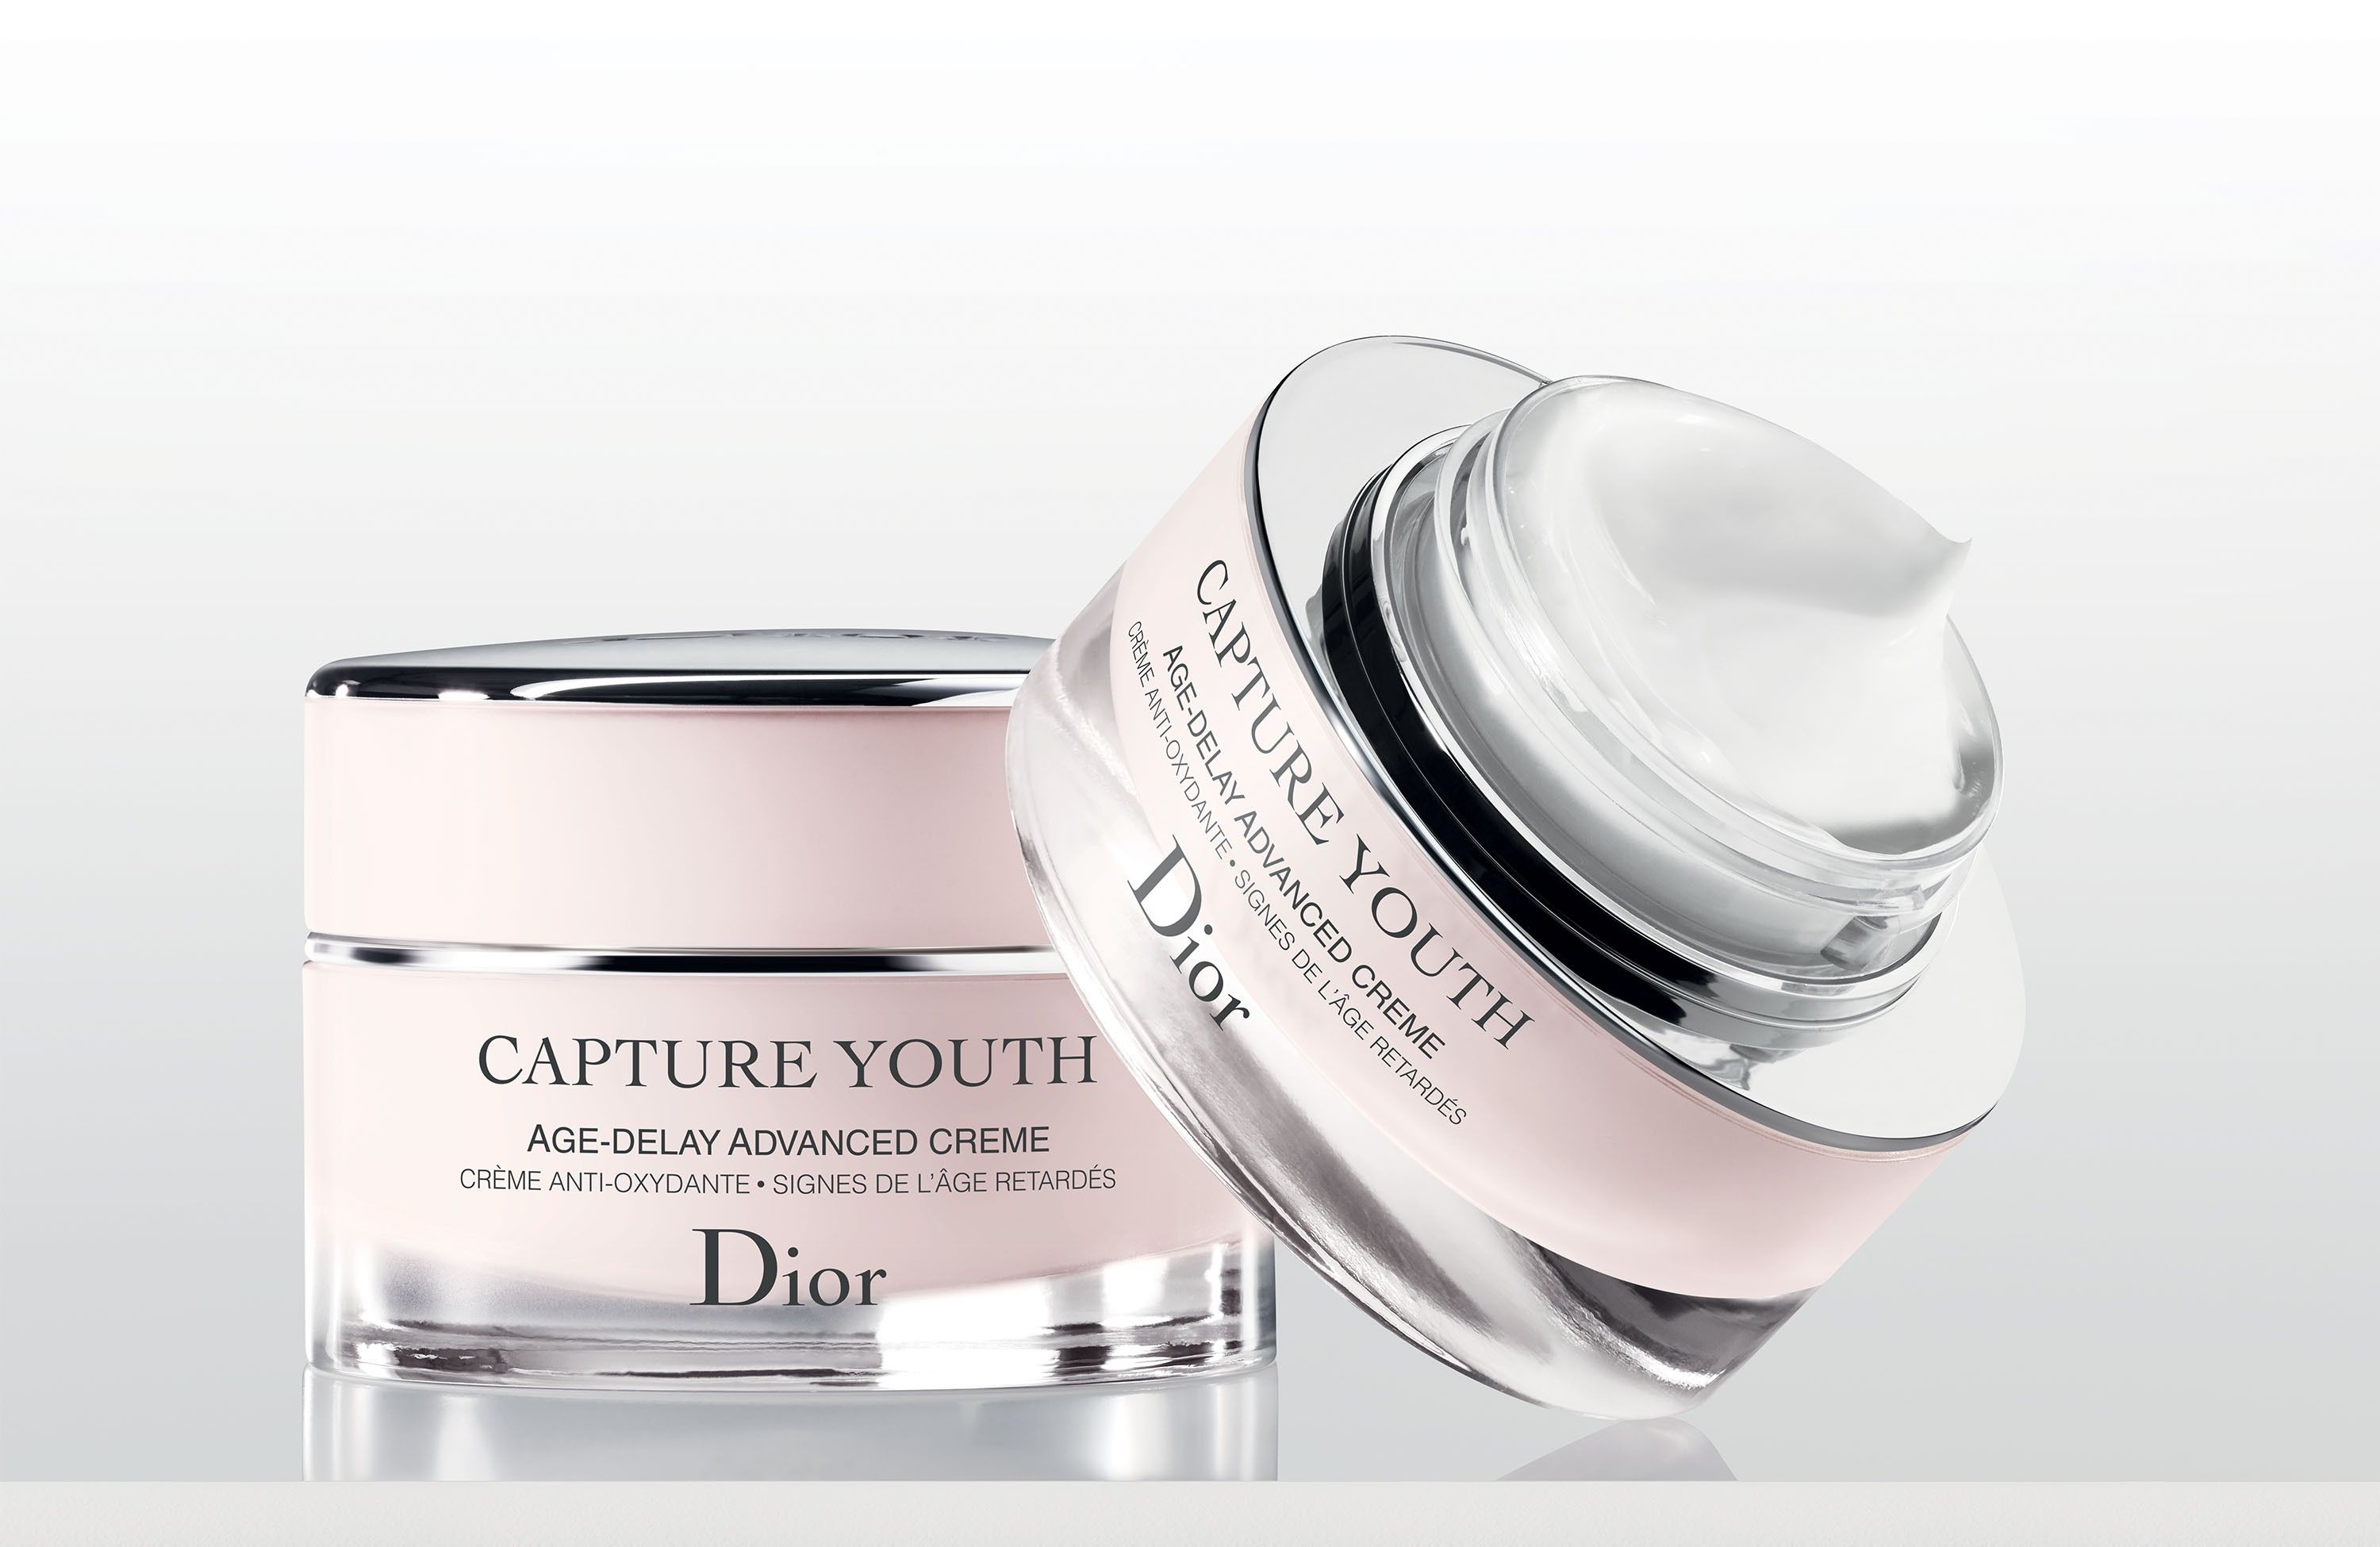 CAPTURE YOUTH
AGE-DELAY ADVANCED CREME
CRÈME ANTI-OXYDANTE • SIGNES DE L'ÂGE RETARDÉS
Dior
CAPTURE YOUTH
AGE-DELAY ADVANCED CREME
CRÈME ANTI-OXYDANTE • SIGNES DE L'ÂGE RETARDÉS
Dior